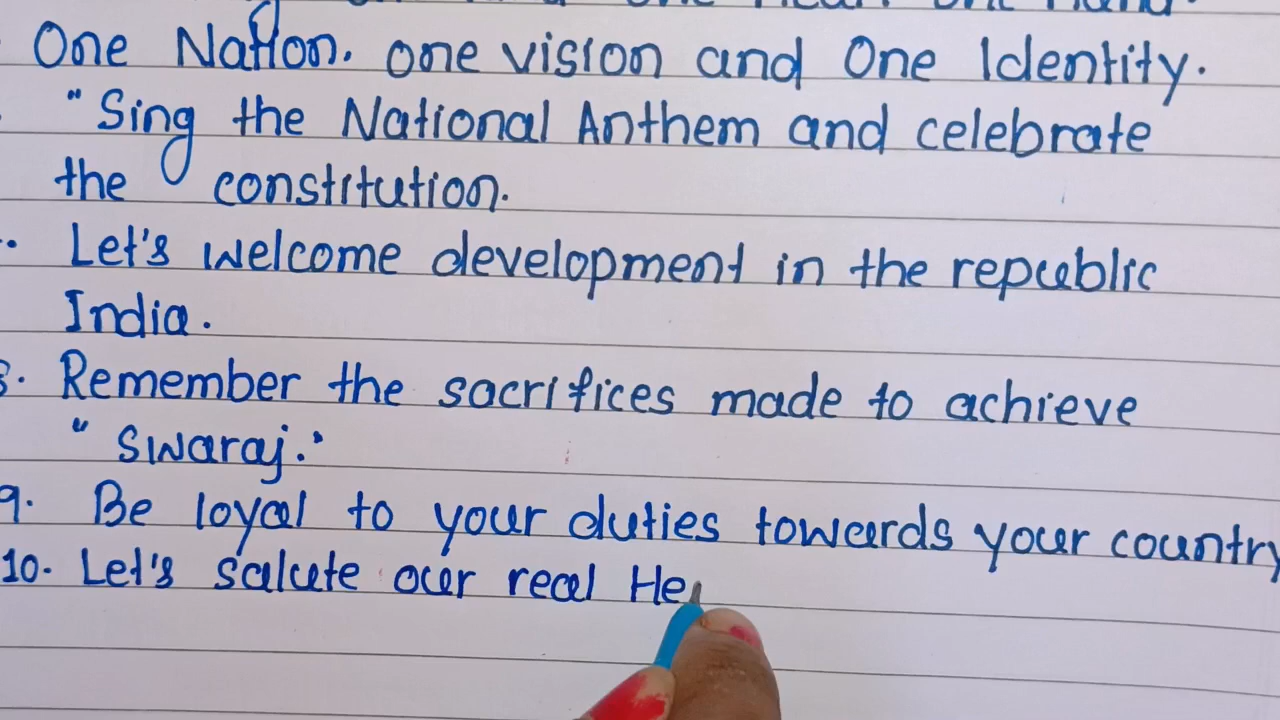 One Nation. one vision and One Identity.
"Sing the National Anthem and celebrate
the constitution.
. Let's welcome development in the republic
India.
8. Remember the sacrifices made to achieve
"Swaraj."
9. Be loyal to your duties towards your country
10. Let's salute our real He